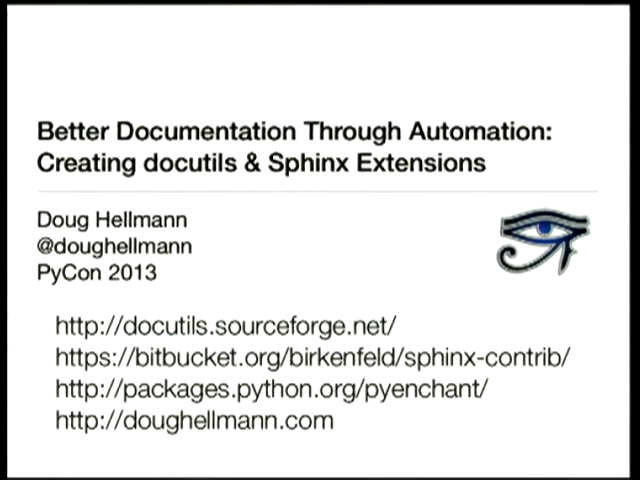 Better Documentation Through Automation:
Creating docutils & Sphinx Extensions
Doug Hellmann
@doughellmann
PyCon 2013
http://docutils.sourceforge.net/
https://bitbucket.org/birkenfeld/sphinx-contrib/
http://packages.python.org/pyenchant/
http://doughellmann.com